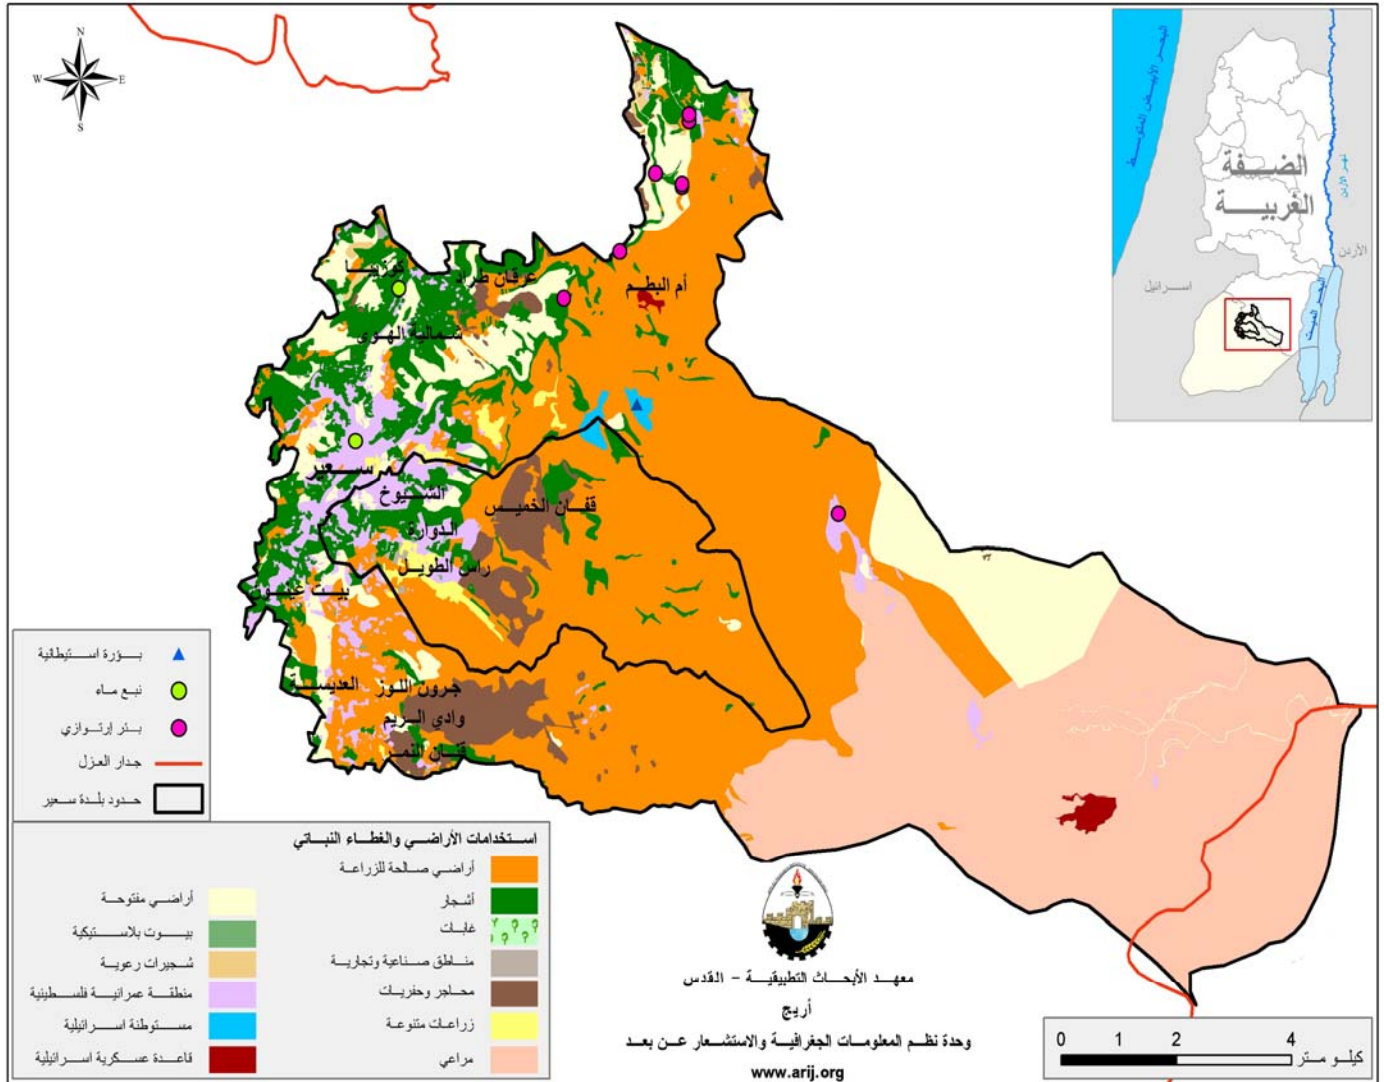 N
W
E
S
البحر الأبيض المتوسط
نهر الأردن
الضفة
الغربية
الأردن
اسرائيل
البحر الميت
كوزيبا
عرقان طراد
أم البطم
شمالية الهوى
سعير
الشيوخ
قفان الخميس
الدوارة
راس الطويل
بيت عينون
العديسة
جرون اللوز
وادي الريم
قنان النمر
بؤرة استيطانية
نبع ماء
بئر إرتوازي
جدار العزل
حدود بلدة سعير
استخدامات الأراضي والغطاء النباتي
أراضي صالحة للزراعة
أشجار
غابات
مناطق صناعية وتجارية
محاجر وحفريات
زراعات متنوعة
مراعي
أراضي مفتوحة
بيوت بلاستيكية
شجيرات رعوية
منطقة عمرانية فلسطينية
مستوطنة اسرائيلية
قاعدة عسكرية اسرائيلية
معهد الأبحاث التطبيقية - القدس
أريج
وحدة نظم المعلومات الجغرافية والاستشعار عن بعد
www.arij.org
0 1 2 4
كيلو متر